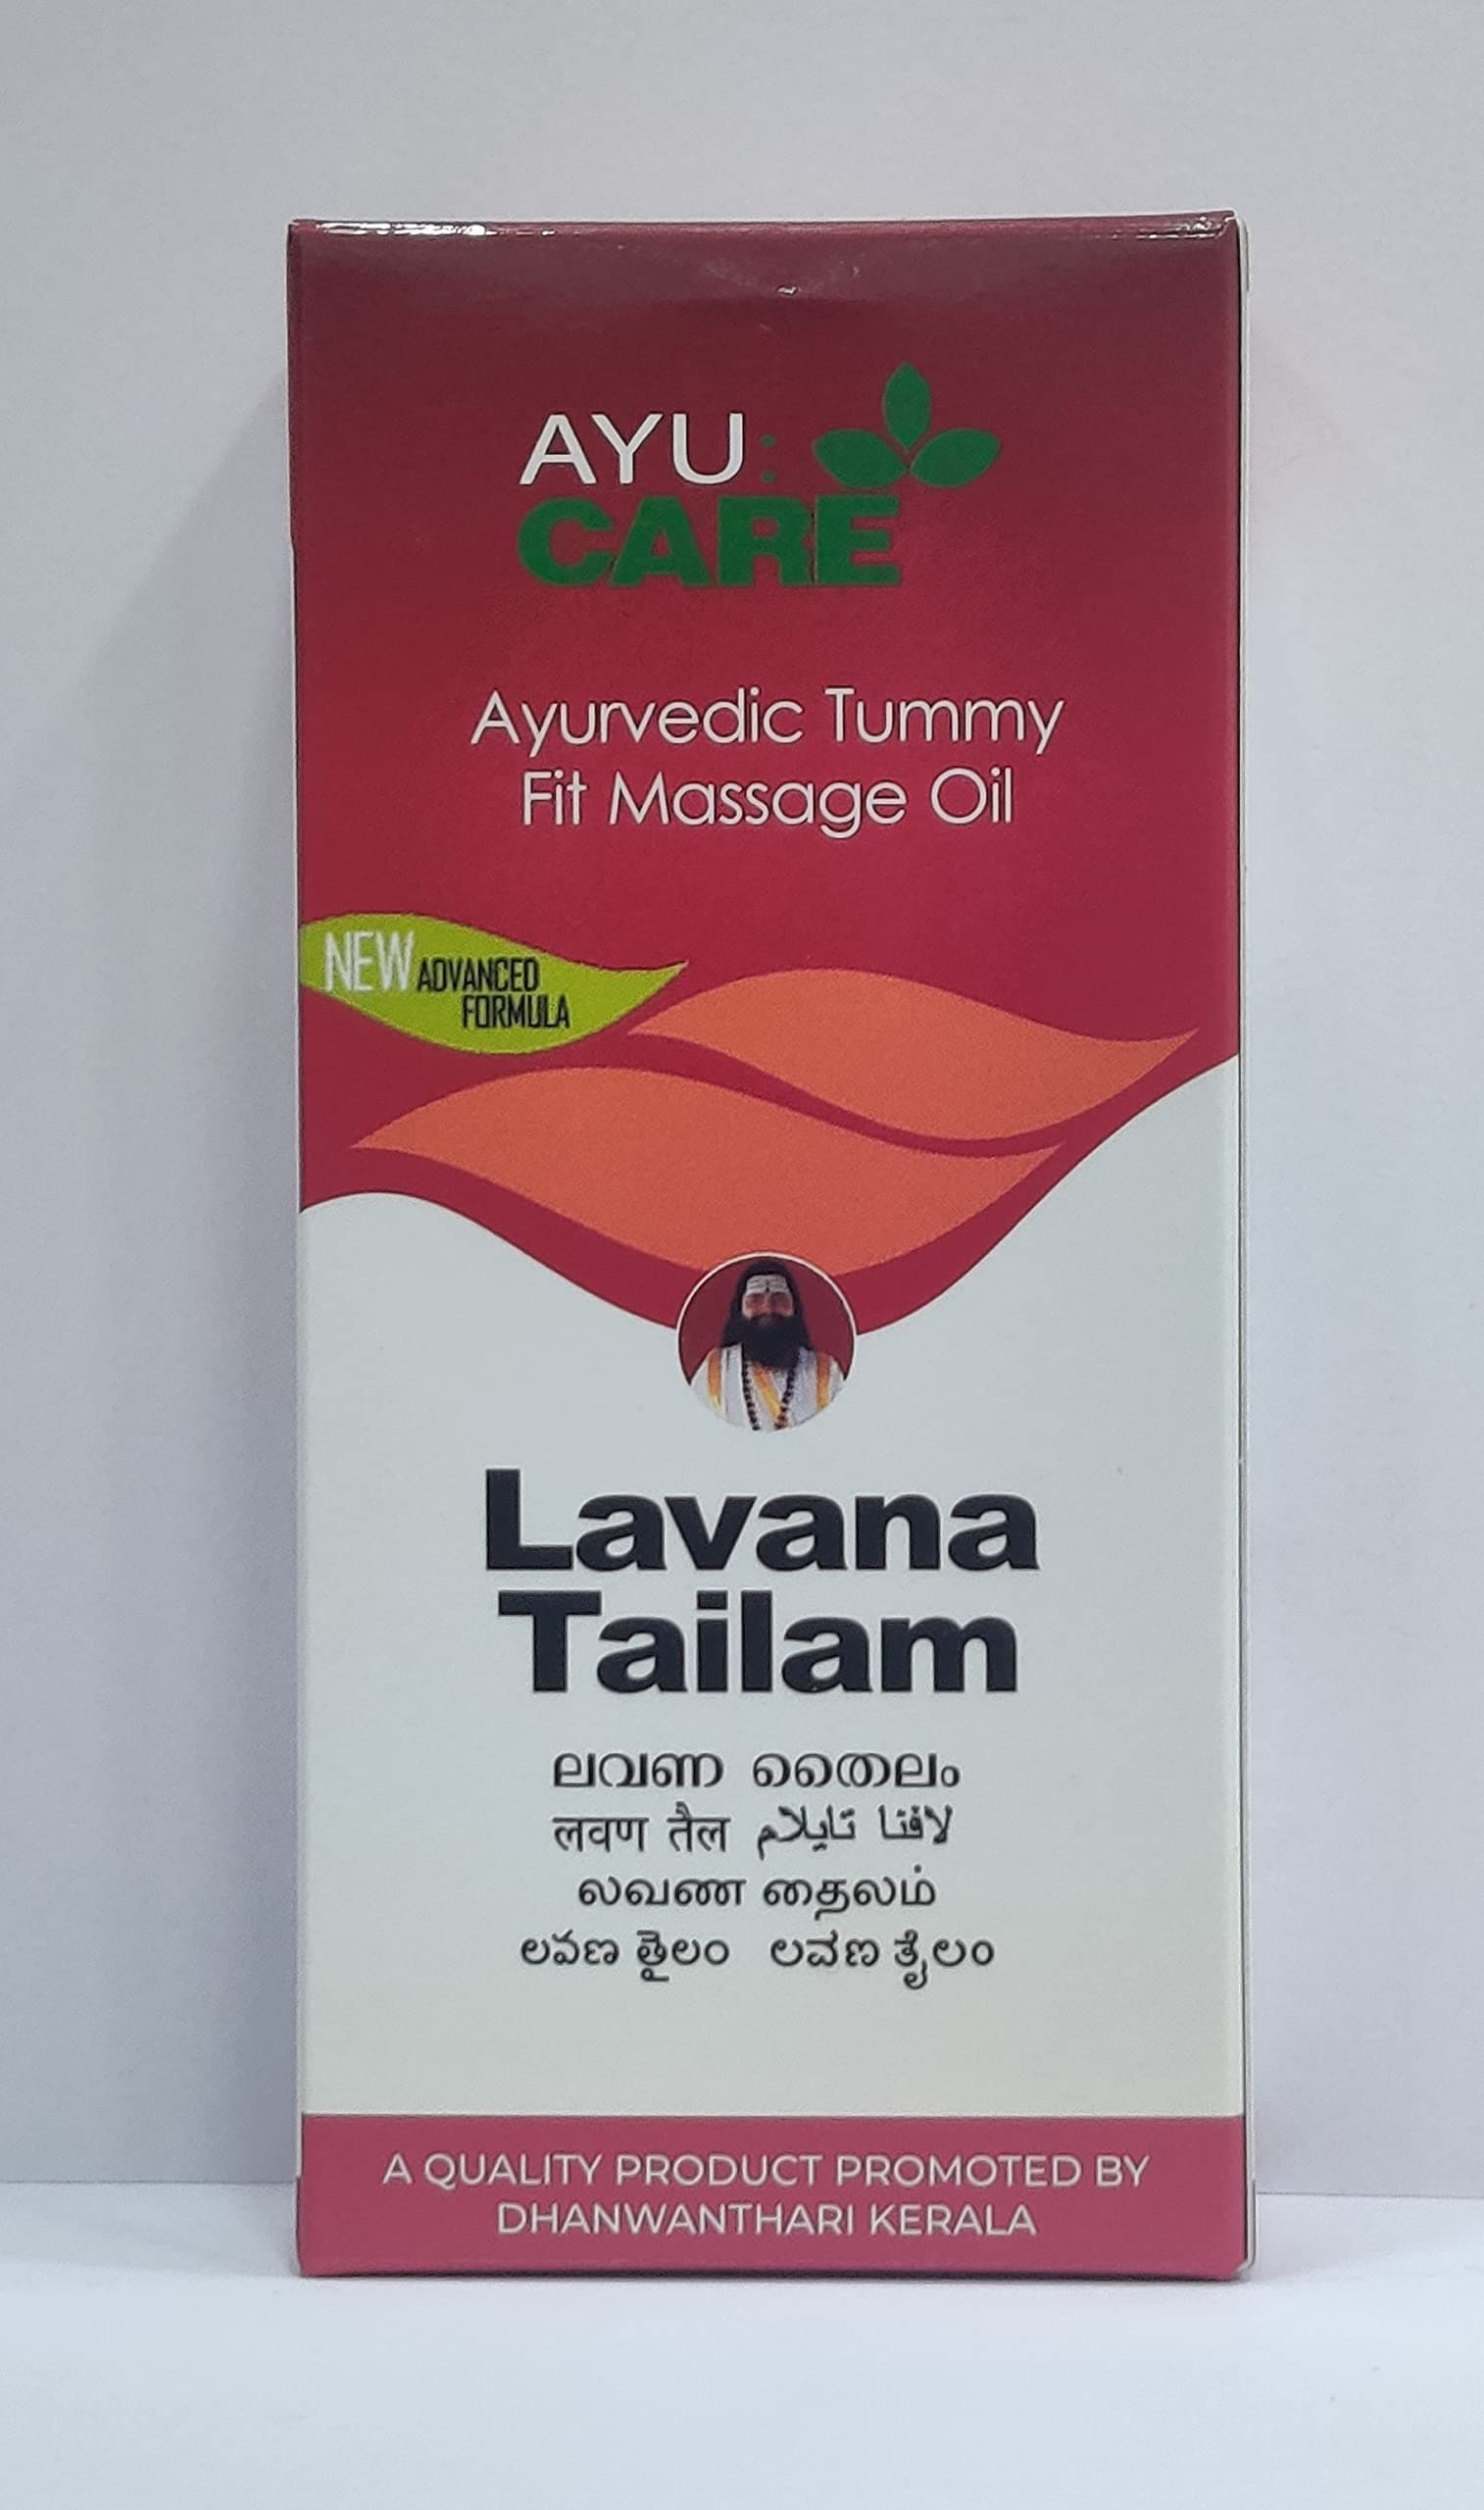 AYU:
CARE
Ayurvedic Tummy
Fit Massage Oil
NEW ADVANCED
FORMULA
Lavana
Tailam
ലവണ തൈലം
लवण तैल لافنا تايلام
லவண தைலம்
లవణ తైలం ಲವಣ ತೈಲಂ
A QUALITY PRODUCT PROMOTED BY
DHANWANTHARI KERALA